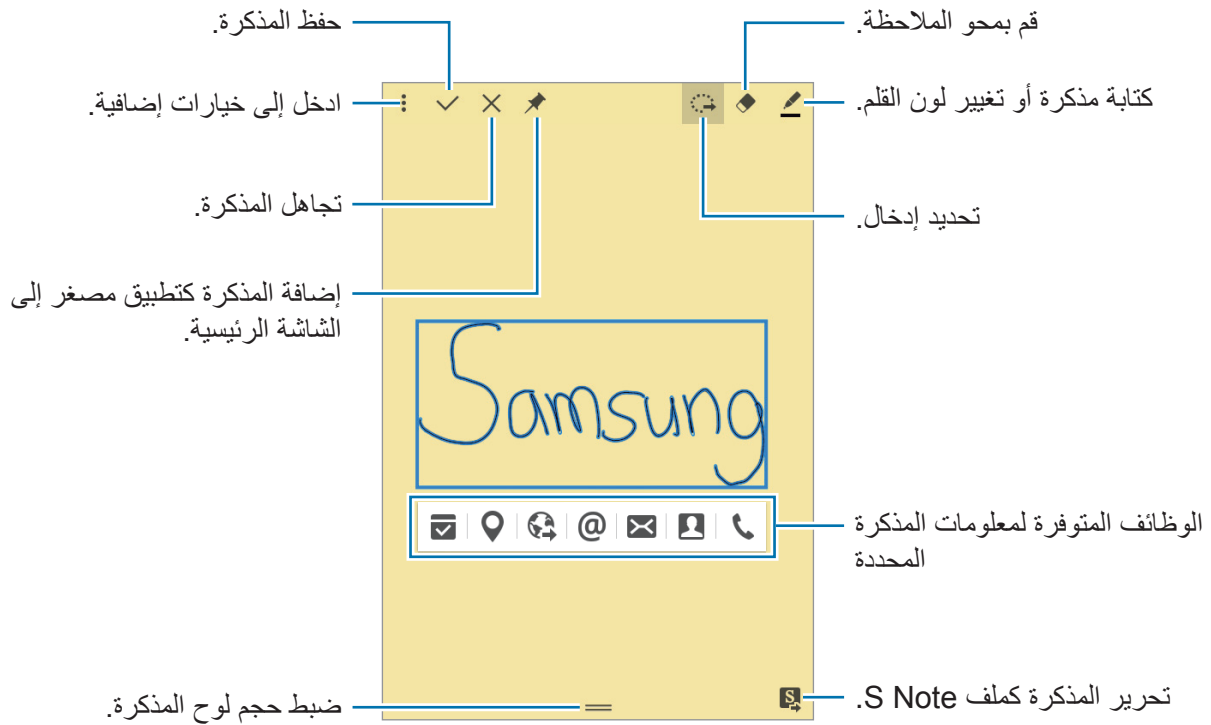 قم بمحو الملاحظة.
حفظ المذكرة.
كتابة مذكرة أو تغيير لون القلم.
ادخل إلى خيارات إضافية.
تحديد إدخال.
تجاهل المذكرة.
إضافة المذكرة كتطبيق مصغر إلى
الشاشة الرئيسية.
Samsung
@
الوظائف المتوفرة لمعلومات المذكرة
المحددة
تحرير المذكرة كملف S Note.
S
ضبط حجم لوح المذكرة.